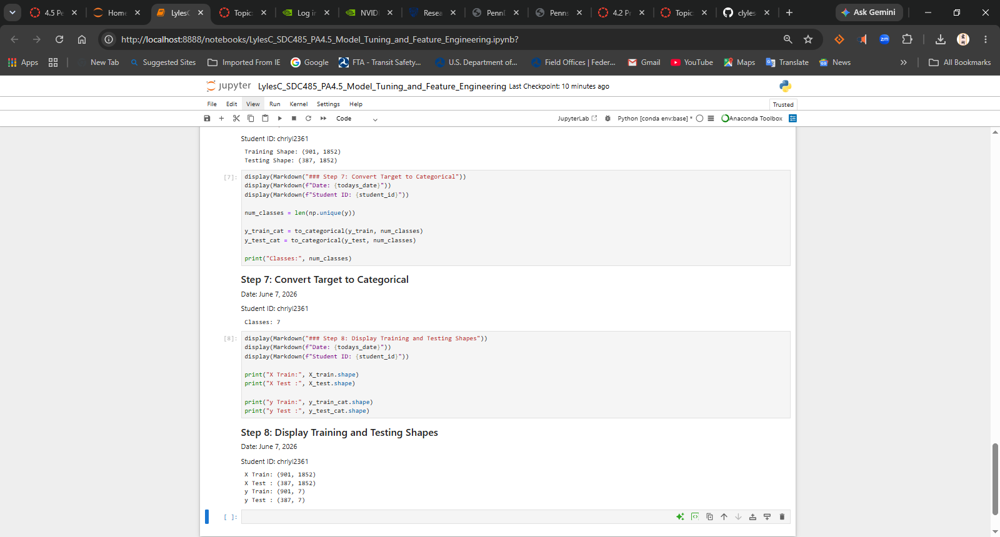 4.5 Pe
Home
LylesC
Topic:
Log in
NVIDI
Resea
PennD
Penns
4.2 Pr
Topic:
clyles
Ask Gemini
http://localhost:8888/notebooks/LylesC_SDC485_PA4.5_Model_Tuning_and_Feature_Engineering.ipynb?
zm
Apps
New Tab
Suggested Sites
Imported From IE
Google
FTA - Transit Safety...
U.S. Department of...
Field Offices | Feder...
Gmail
YouTube
Maps
Translate
News
All Bookmarks
jupyter LylesC_SDC485_PA4.5_Model_Tuning_and_Feature_Engineering Last Checkpoint: 10 minutes ago
File Edit View Run Kernel Settings Help
Trusted
Code
JupyterLab
Python [conda env:base] *
Anaconda Toolbox
Student ID: chrlyl2361
Training Shape: (901, 1852)
Testing Shape: (387, 1852)
[7]:
display(Markdown("### Step 7: Convert Target to Categorical"))
display(Markdown(f"Date: {todays_date}"))
display(Markdown(f"Student ID: {student_id}"))
num_classes = len(np.unique(y))
y_train_cat = to_categorical(y_train, num_classes)
y_test_cat = to_categorical(y_test, num_classes)
print("Classes:", num_classes)
Step 7: Convert Target to Categorical
Date: June 7, 2026
Student ID: chrlyl2361
Classes: 7
[8]:
display(Markdown("### Step 8: Display Training and Testing Shapes"))
display(Markdown(f"Date: {todays_date}"))
display(Markdown(f"Student ID: {student_id}"))
print("X Train:", X_train.shape)
print("X Test :", X_test.shape)
print("y Train:", y_train_cat.shape)
print("y Test :", y_test_cat.shape)
Step 8: Display Training and Testing Shapes
Date: June 7, 2026
Student ID: chrlyl2361
X Train: (901, 1852)
X Test : (387, 1852)
y Train: (901, 7)
y Test : (387, 7)
[ ]: